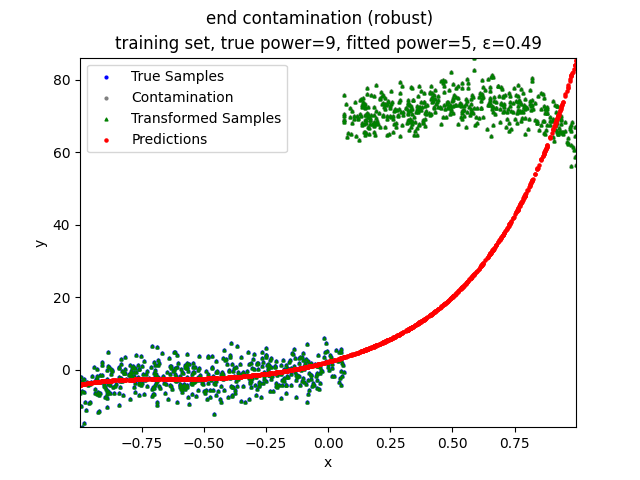 end contamination (robust)
training set, true power=9, fitted power=5, ε=0.49
True Samples
Contamination
Transformed Samples
Predictions
80
60
40
20
0
y
−0.75 −0.50 −0.25 0.00 0.25 0.50 0.75
x